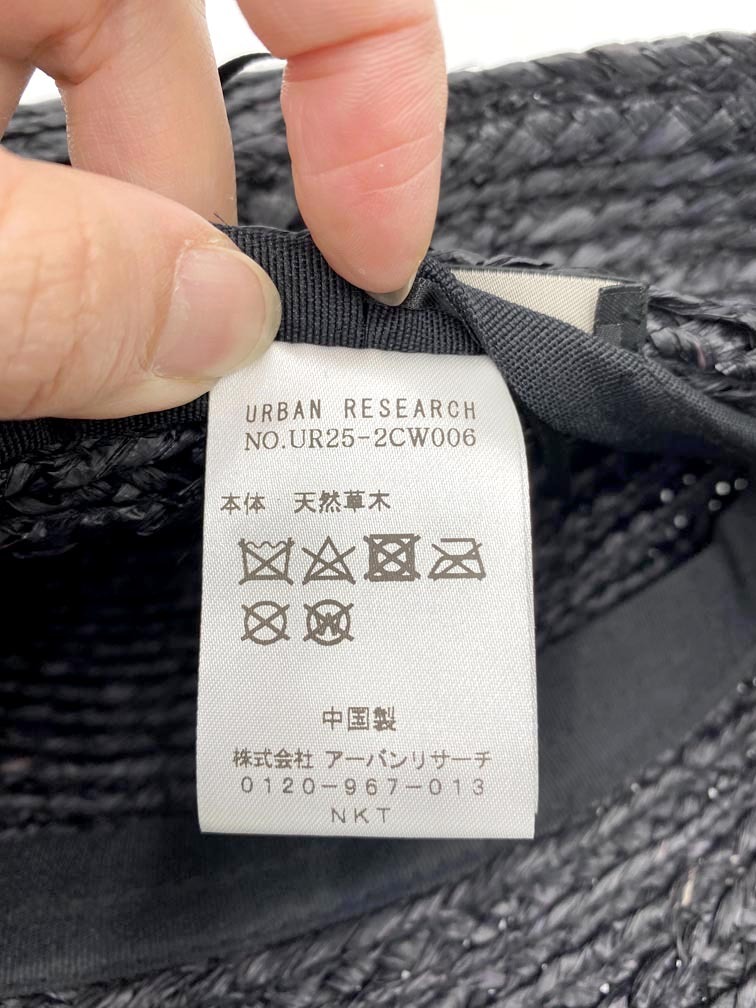 URBAN RESEARCH
NO.UR25-2CW006
本体 天然草木
中国製
株式会社 アーバンリサーチ
0120-967-013
NKT